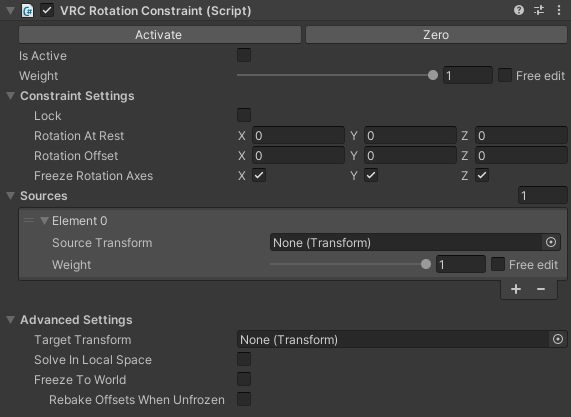 VRC Rotation Constraint (Script)
Activate Zero
Is Active
Weight 1 Free edit
Constraint Settings
Lock
Rotation At Rest X 0 Y 0 Z 0
Rotation Offset X 0 Y 0 Z 0
Freeze Rotation Axes X Y Z
Sources 1
Element 0
Source Transform None (Transform)
Weight 1 Free edit
Advanced Settings
Target Transform None (Transform)
Solve In Local Space
Freeze To World
Rebake Offsets When Unfrozen